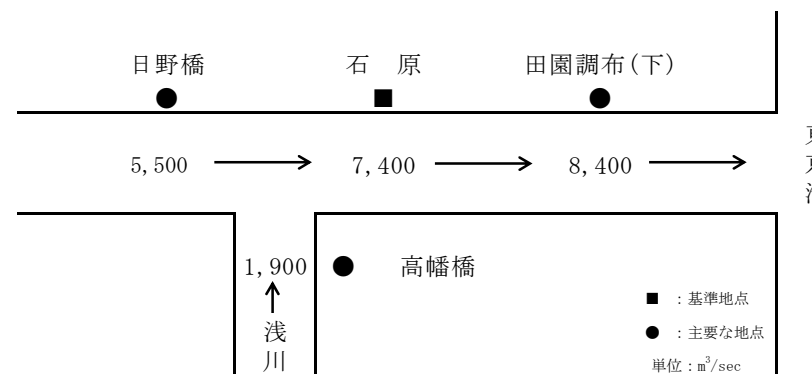 日野橋 石 原 田園調布(下)
5,500 7,400 8,400
1,900 高幡橋
浅川
■ :基準地点
● :主要な地点
単位:m³/sec